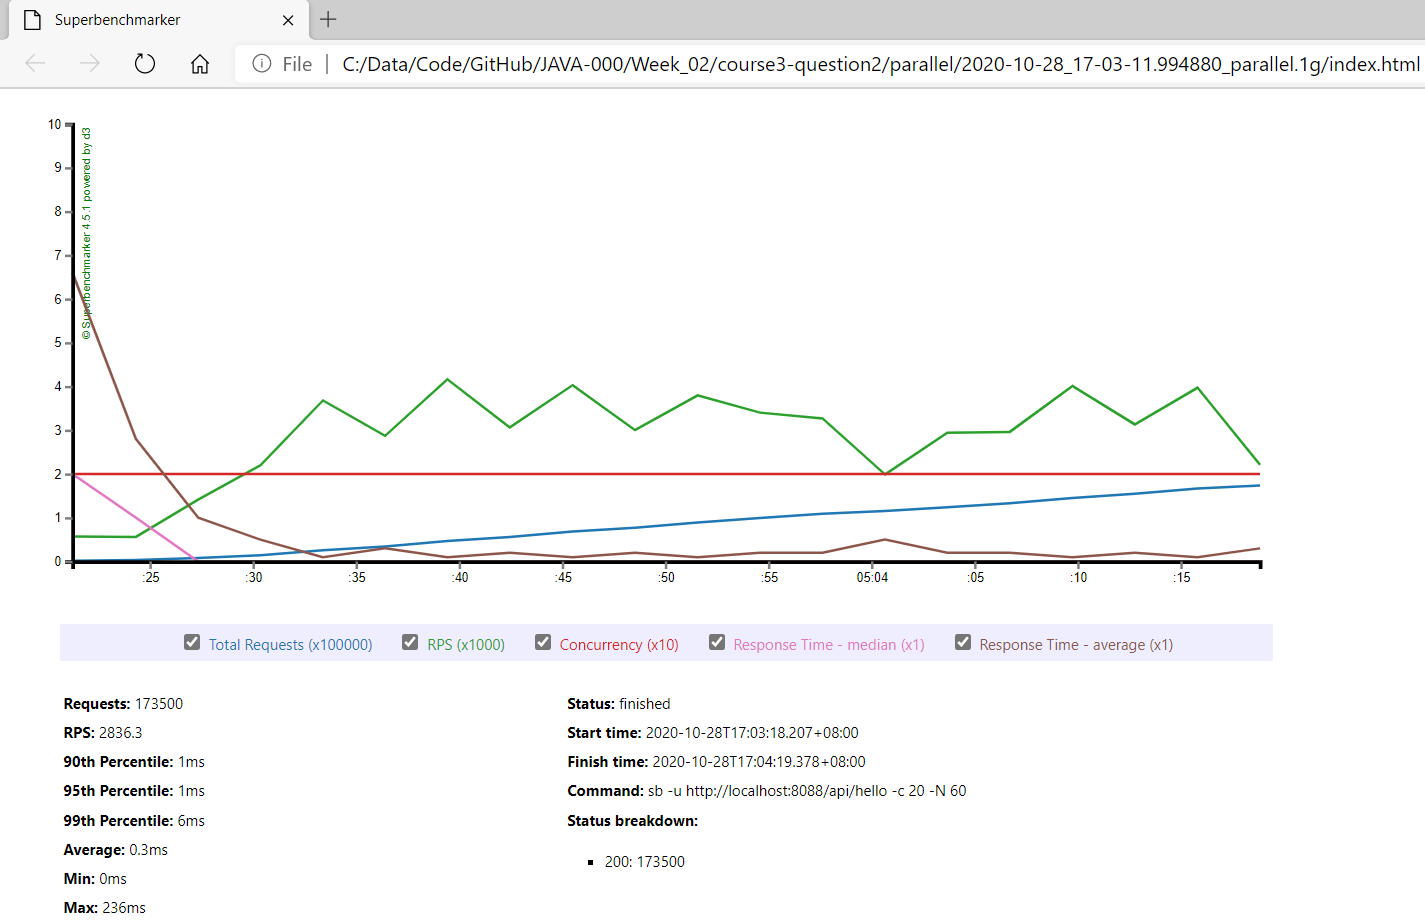 Superbenchmarker
File | C:/Data/Code/GitHub/JAVA-000/Week_02/course3-question2/parallel/2020-10-28_17-03-11.994880_parallel.1g/index.html
10
9
8
7
6
5
4
3
2
1
0
© Superbenchmarker 4.5.1 powered by d3
:25 :30 :35 :40 :45 :50 :55 05:04 :05 :10 :15
Total Requests (x100000) RPS (x1000) Concurrency (x10) Response Time - median (x1) Response Time - average (x1)
Requests: 173500
RPS: 2836.3
90th Percentile: 1ms
95th Percentile: 1ms
99th Percentile: 6ms
Average: 0.3ms
Min: 0ms
Max: 236ms
Status: finished
Start time: 2020-10-28T17:03:18.207+08:00
Finish time: 2020-10-28T17:04:19.378+08:00
Command: sb -u http://localhost:8088/api/hello -c 20 -N 60
Status breakdown:
▪ 200: 173500